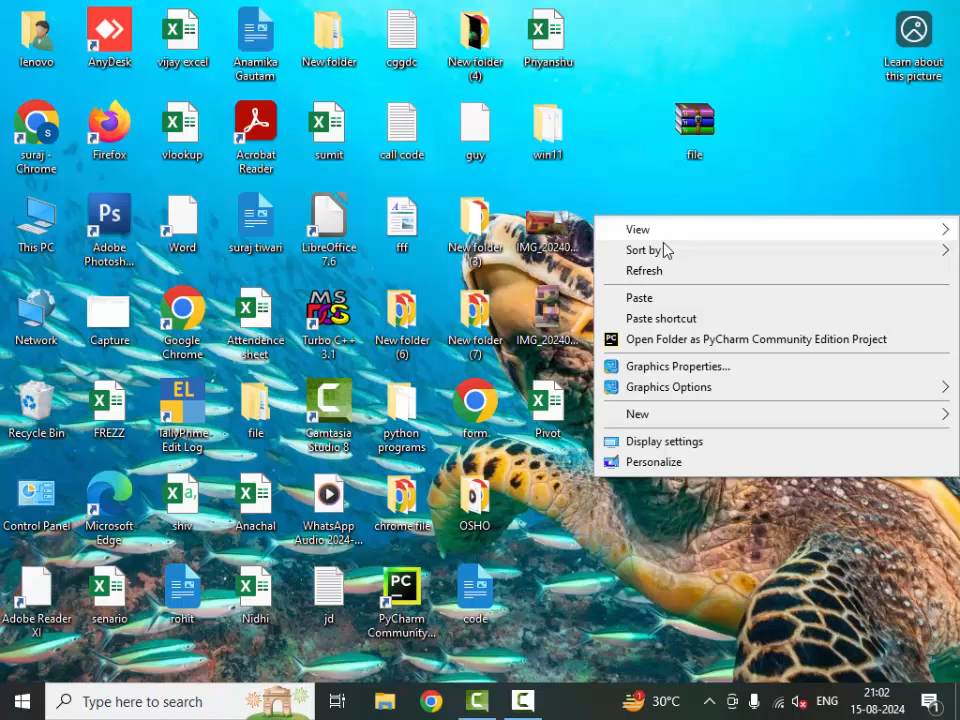 lenovo
AnyDesk
vijay excel
Anamika
Gautam
New folder
cggdc
New folder
(4)
Phyanshu
Learn about
this picture
suraj -
Chrome
Firefox
vlookup
Acrobat
Reader
sumit
call code
guy
win11
file
This PC
Adobe
Photosh...
Word
suraj tiwari
LibreOffice
7.6
fff
New folder
(3)
IMG_20240...
View
Sort by
Refresh
Paste
Paste shortcut
Open Folder as PyCharm Community Edition Project
Graphics Properties...
Graphics Options
New
Display settings
Personalize
Network
Capture
Google
Chrome
Attendence
sheet
Turbo C++
3.1
New folder
(6)
New folder
(7)
IMG_20240...
Recycle Bin
FREZZ
TallyPrime
Edit Log
file
Camtasia
Studio 8
python
programs
form
Pivot
Control Panel
Microsoft
Edge
shiv
Anachal
WhatsApp
Audio 2024-...
chrome file
OSHO
Adobe Reader
XI
senario
rohit
Nidhi
jd
PyCharm
Community...
code
Type here to search
30°C
ENG
21:02
15-08-2024